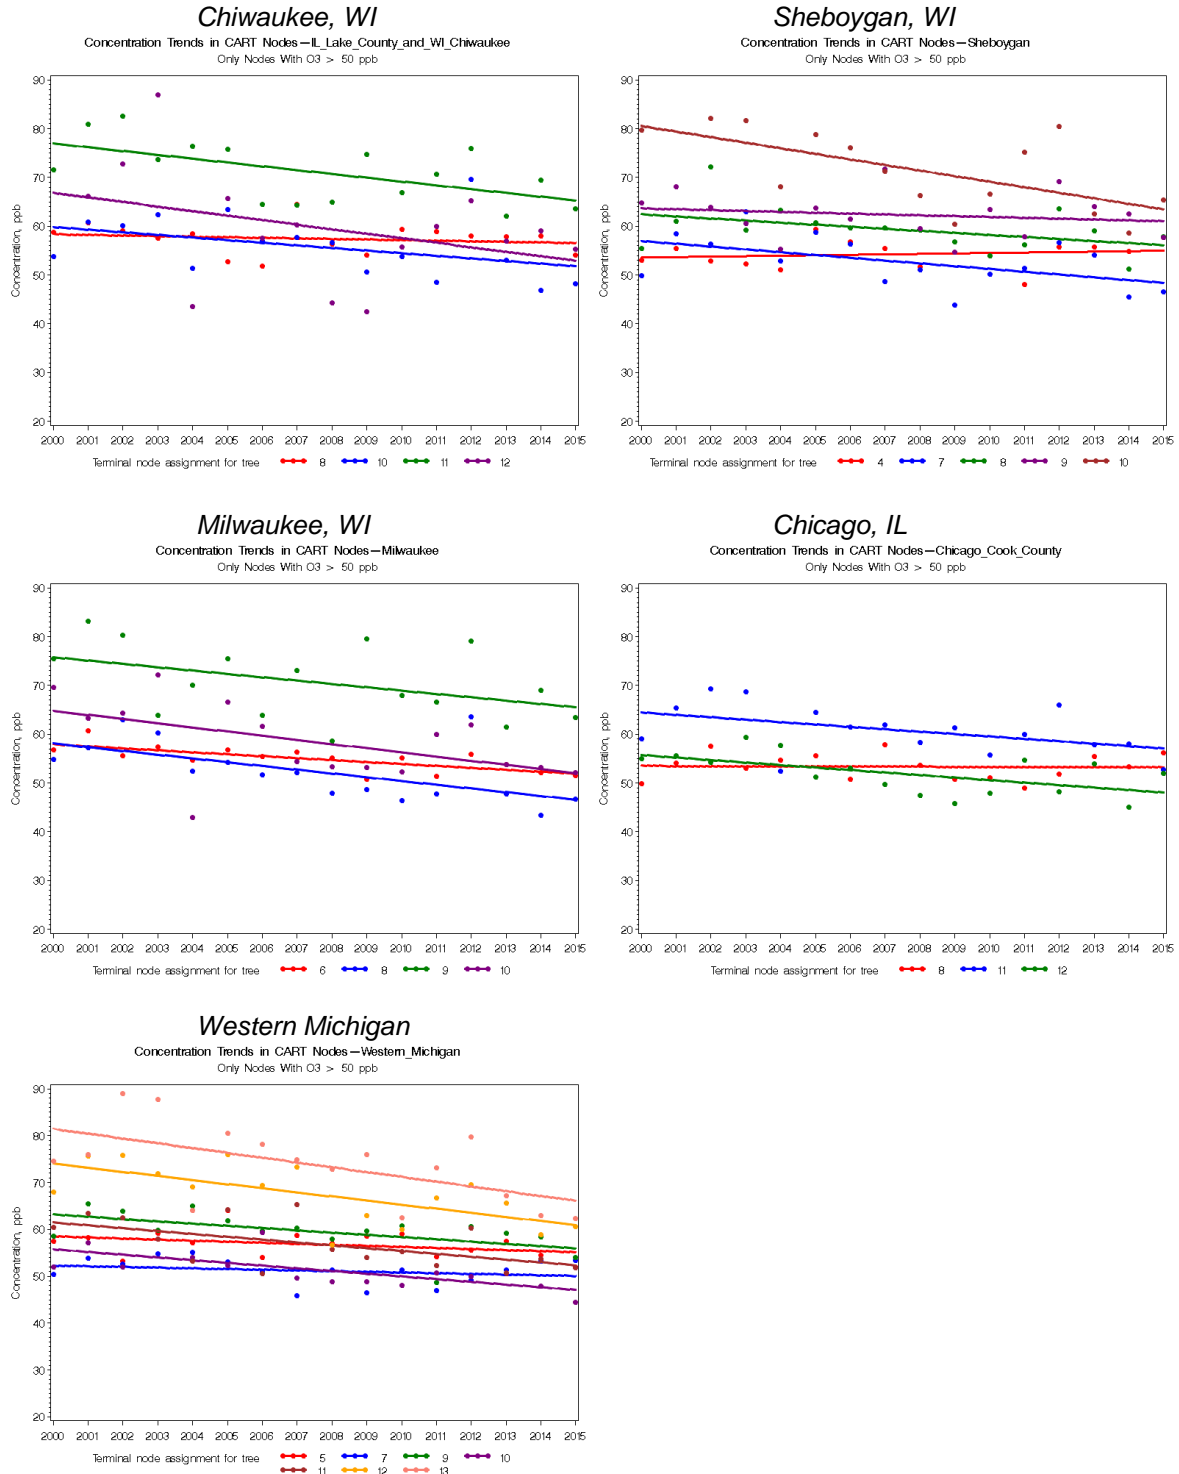 Chiwaukee, WI
Concentration Trends in CART Nodes—IL_Lake_County_and_WI_Chiwaukee
Only Nodes With O3 > 50 ppb
90
80
70
60
50
40
30
20
Concentration, ppb
2000 2001 2002 2003 2004 2005 2006 2007 2008 2009 2010 2011 2012 2013 2014 2015
Terminal node assignment for tree 8 10 11 12
Sheboygan, WI
Concentration Trends in CART Nodes—Sheboygan
Only Nodes With O3 > 50 ppb
90
80
70
60
50
40
30
20
Concentration, ppb
2000 2001 2002 2003 2004 2005 2006 2007 2008 2009 2010 2011 2012 2013 2014 2015
Terminal node assignment for tree 4 7 8 9 10
Milwaukee, WI
Concentration Trends in CART Nodes—Milwaukee
Only Nodes With O3 > 50 ppb
90
80
70
60
50
40
30
20
Concentration, ppb
2000 2001 2002 2003 2004 2005 2006 2007 2008 2009 2010 2011 2012 2013 2014 2015
Terminal node assignment for tree 6 8 9 10
Chicago, IL
Concentration Trends in CART Nodes—Chicago_Cook_County
Only Nodes With O3 > 50 ppb
90
80
70
60
50
40
30
20
Concentration, ppb
2000 2001 2002 2003 2004 2005 2006 2007 2008 2009 2010 2011 2012 2013 2014 2015
Terminal node assignment for tree 8 11 12
Western Michigan
Concentration Trends in CART Nodes—Western_Michigan
Only Nodes With O3 > 50 ppb
90
80
70
60
50
40
30
20
Concentration, ppb
2000 2001 2002 2003 2004 2005 2006 2007 2008 2009 2010 2011 2012 2013 2014 2015
Terminal node assignment for tree 5 7 9 10
11 12 13